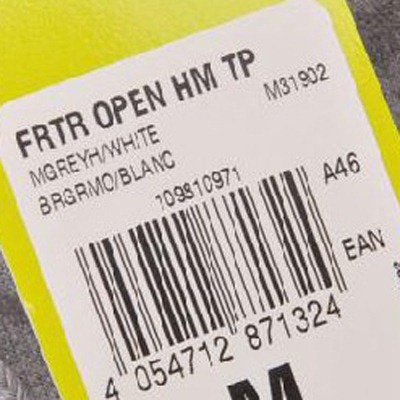 FRTR OPEN HM TP
M31902
MGREYH/WHITE
BRGRMO/BLANC
109810971
A46
EAN
4 054712 871324
M